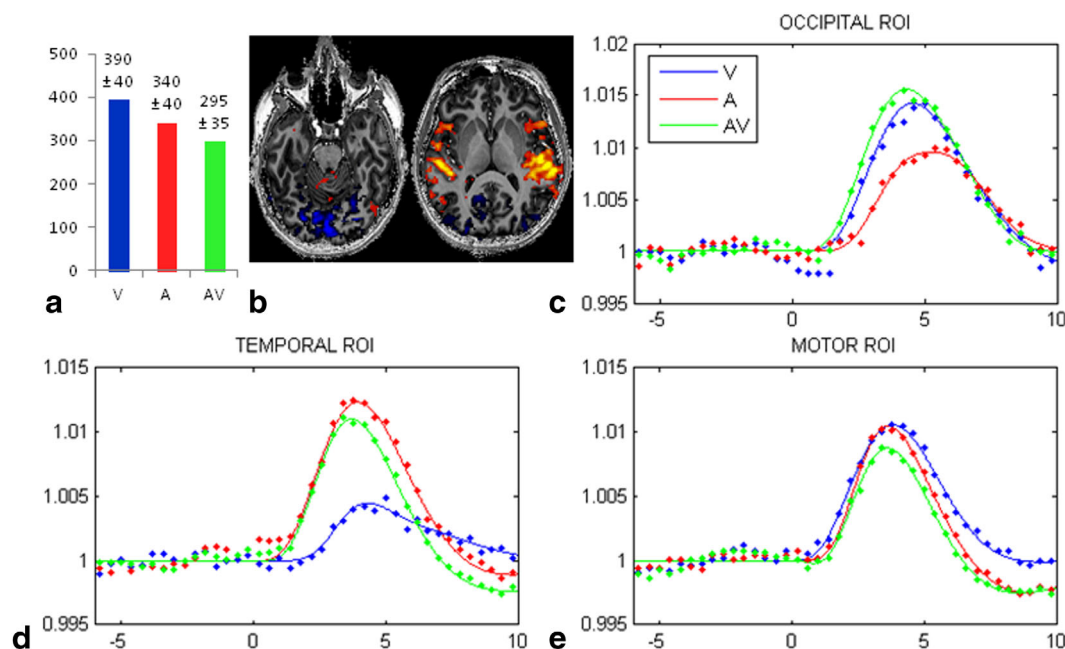 500
400
300
200
100
0
390
±40
340
±40
295
±35
V A AV
a
b
OCCIPITAL ROI
1.02
1.015
1.01
1.005
1
0.995
V
A
AV
-5 0 5 10
c
TEMPORAL ROI
1.015
1.01
1.005
1
0.995
-5 0 5 10
d
MOTOR ROI
1.015
1.01
1.005
1
0.995
-5 0 5 10
e